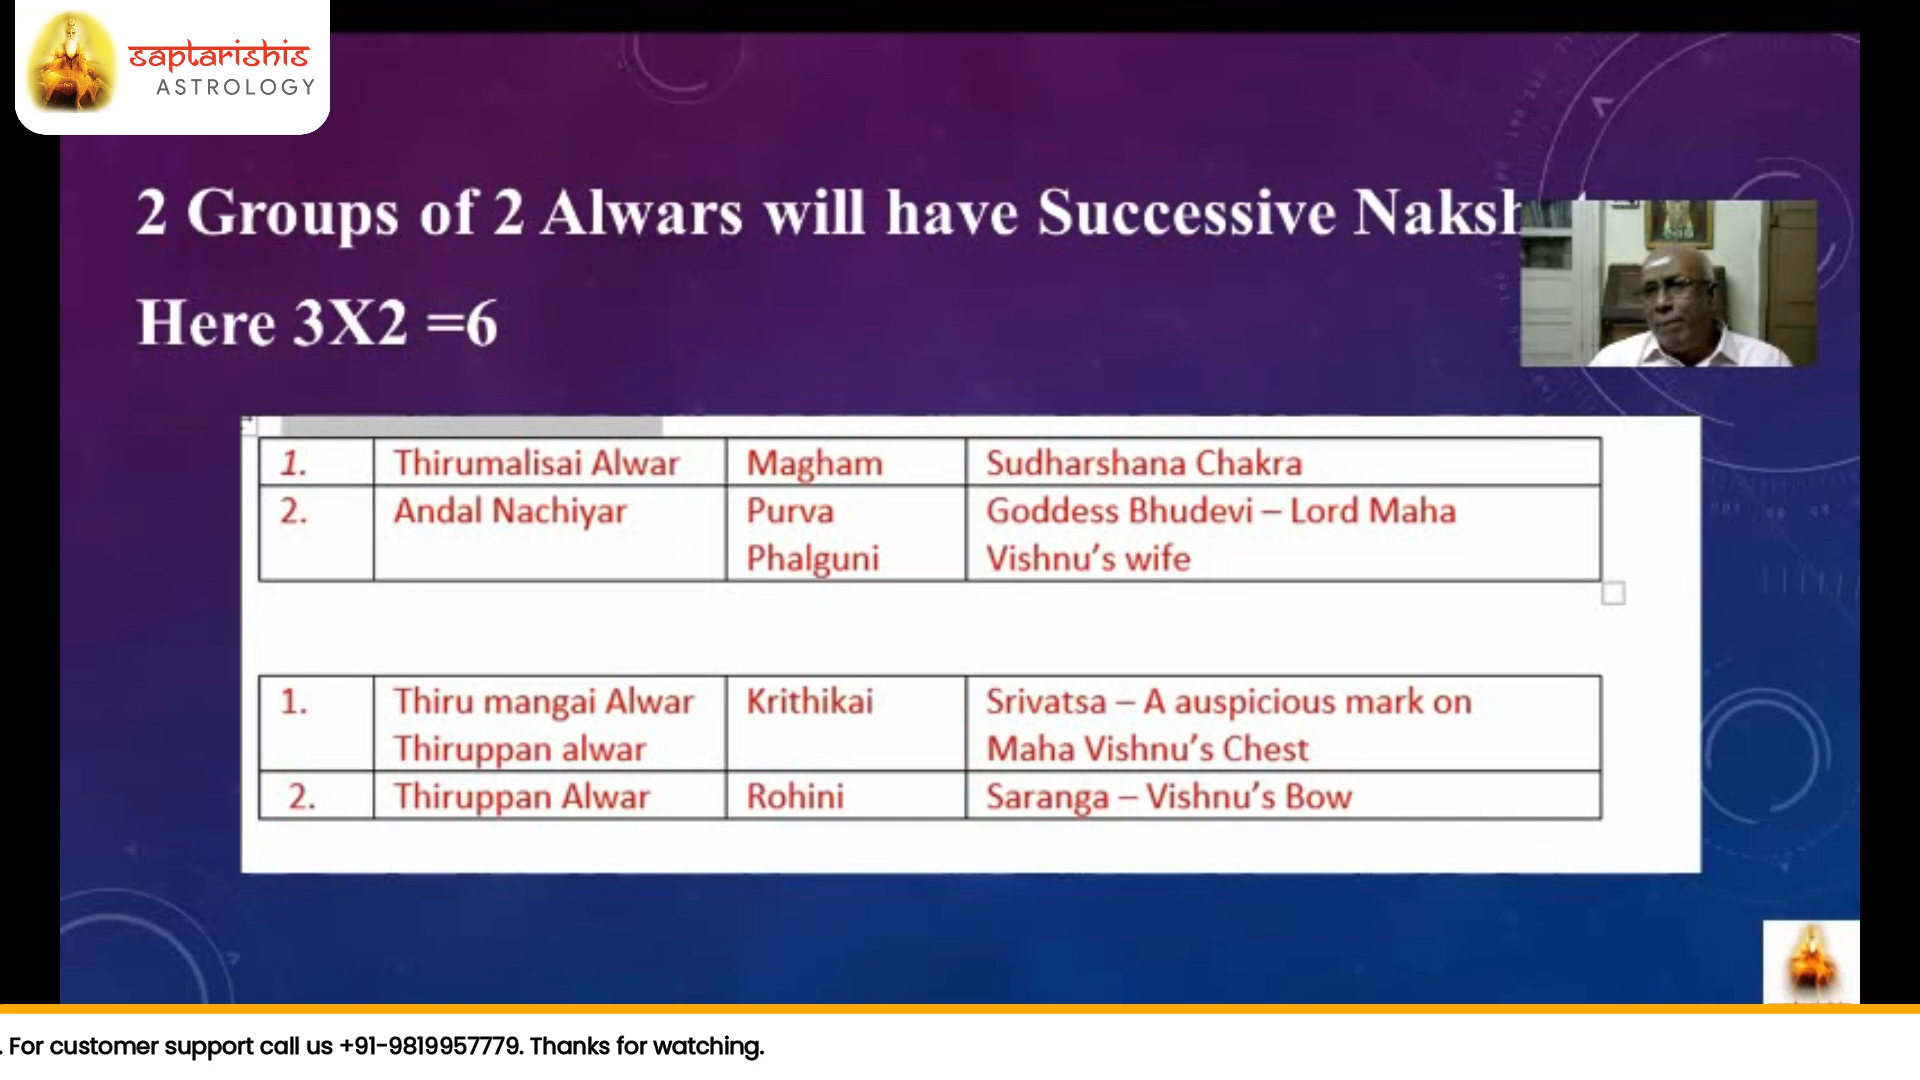 saptarishis
ASTROLOGY
2 Groups of 2 Alwars will have Successive
Here 3X2 =6
1. Thirumalisai Alwar Magham Sudharshana Chakra
2. Andal Nachiyar Purva Goddess Bhudevi – Lord Maha
Phalguni Vishnu's wife
1. Thiru mangai Alwar Krithikai Srivatsa – A auspicious mark on
Thiruppan alwar Maha Vishnu's Chest
2. Thiruppan Alwar Rohini Saranga – Vishnu's Bow
. For customer support call us +91-9819957779. Thanks for watching.